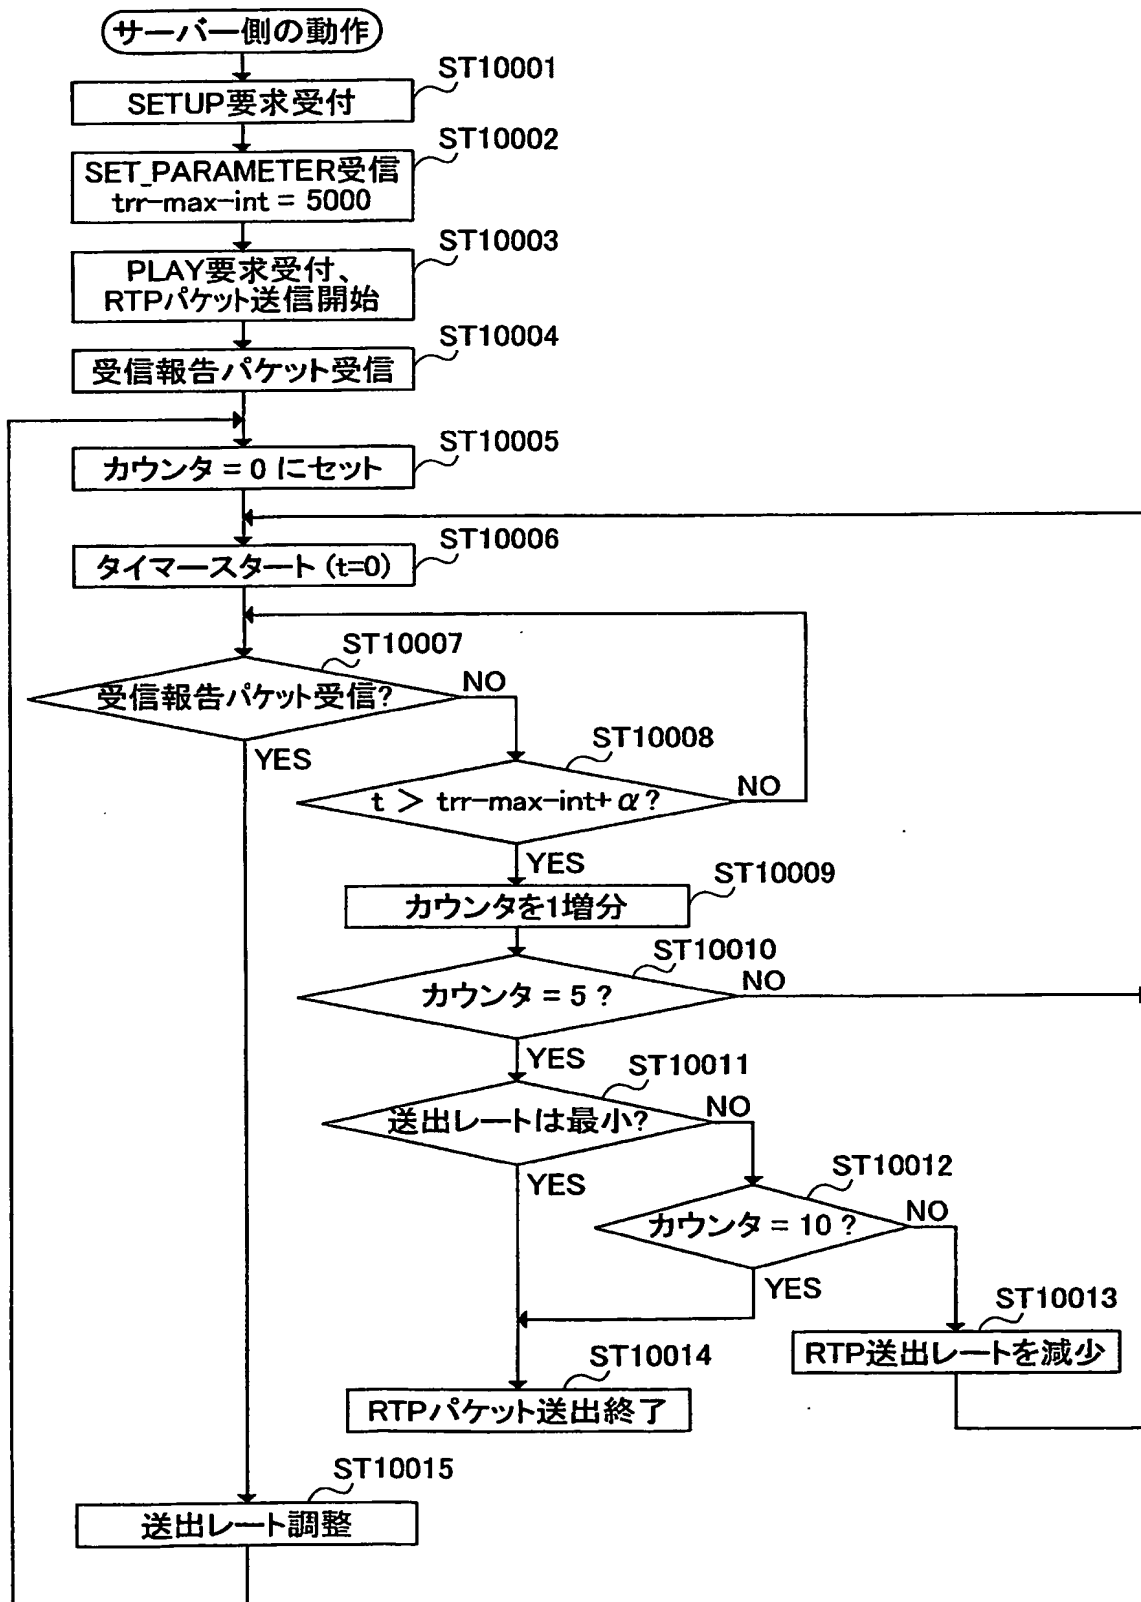 サーバー側の動作
ST10001
SETUP要求受付
ST10002
SET_PARAMETER受信
trr-max-int = 5000
ST10003
PLAY要求受付、
RTPパケット送信開始
ST10004
受信報告パケット受信
ST10005
カウンタ = 0 にセット
ST10006
タイマースタート (t=0)
ST10007
受信報告パケット受信?
NO
YES
ST10008
t > trr-max-int+α?
NO
YES
ST10009
カウンタを1増分
ST10010
カウンタ = 5 ?
NO
YES
ST10011
送出レートは最小?
NO
YES
ST10012
カウンタ = 10 ?
NO
YES
ST10013
RTP送出レートを減少
ST10014
RTPパケット送出終了
ST10015
送出レート調整